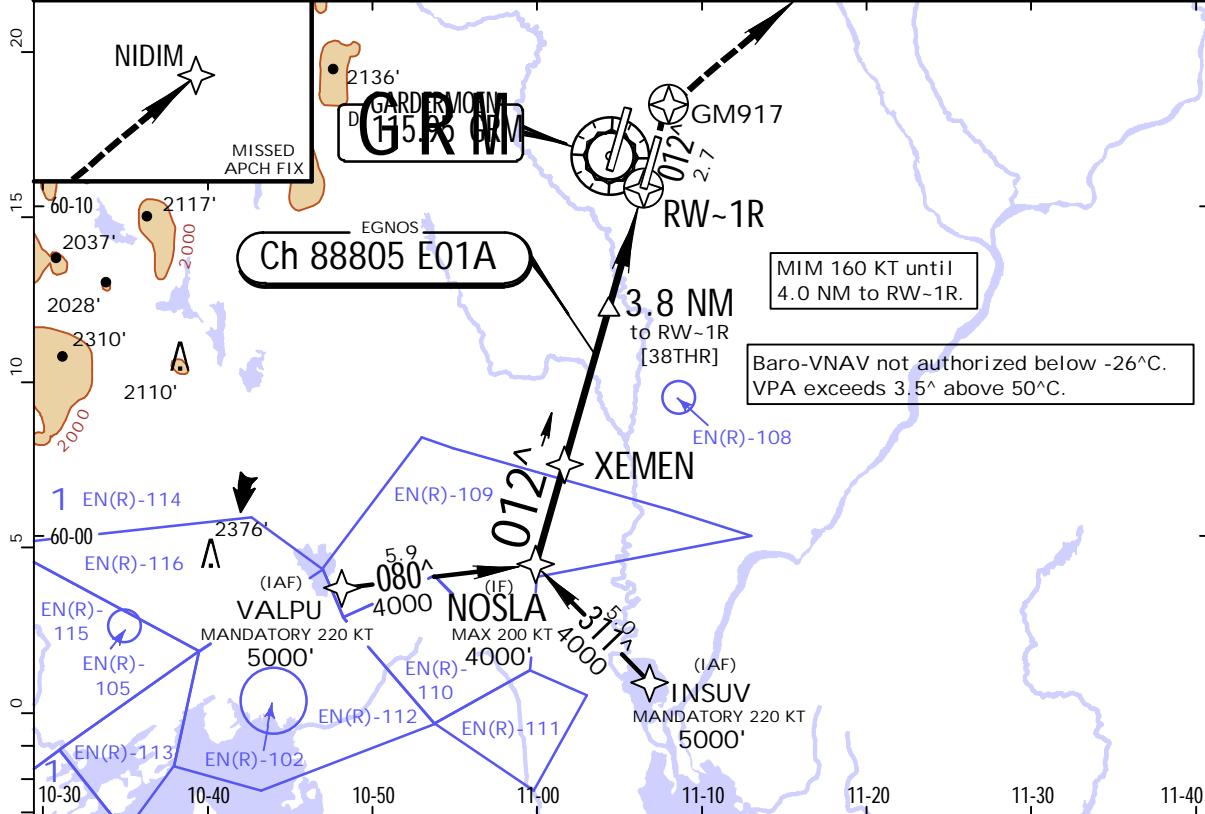 20
NIDIM
MISSED
APCH FIX
2136'
GARDERMOEN
D
115.95 GRM
GRM
GM917
012^
2.7
15
60-10
2117'
2000
2037'
2028'
RW~1R
EGNOS
Ch 88805 E01A
MIM 160 KT until
4.0 NM to RW~1R.
3.8 NM
to RW~1R
[38THR]
10
2310'
2110'
2000
Baro-VNAV not authorized below -26^C.
VPA exceeds 3.5^ above 50^C.
EN(R)-108
XEMEN
012^
EN(R)-109
1
EN(R)-114
5
60-00
2376'
EN(R)-116
(IAF)
VALPU
MANDATORY 220 KT
5000'
5.9
080^
4000
(IF)
NOSLA
MAX 200 KT
4000'
5.0
311^
4000
(IAF)
INSUV
MANDATORY 220 KT
5000'
EN(R)-
115
EN(R)-
105
EN(R)-
110
EN(R)-112
EN(R)-111
0
EN(R)-113
EN(R)-102
1
10-30
10-40
10-50
11-00
11-10
11-20
11-30
11-40